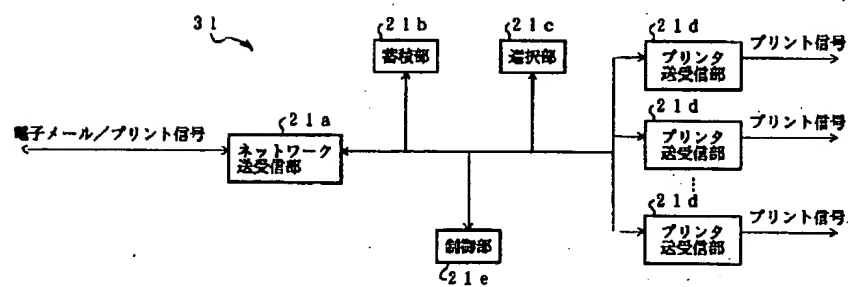 31
21b
蓄積部
21c
選択部
21d
プリンタ
送受信部
プリント信号
電子メール/プリント信号
21a
ネットワーク
送受信部
21d
プリンタ
送受信部
プリント信号
21d
プリンタ
送受信部
プリント信号
制御部
21e